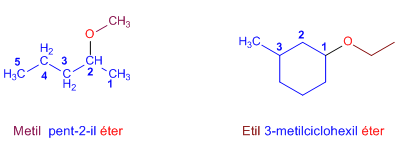 CH3
O
H2
C
5
3
CH
H3C
4
C
H2
2
CH3
1
Metil pent-2-il éter
H3C
3
2
1
O
Etil 3-metilciclohexil éter